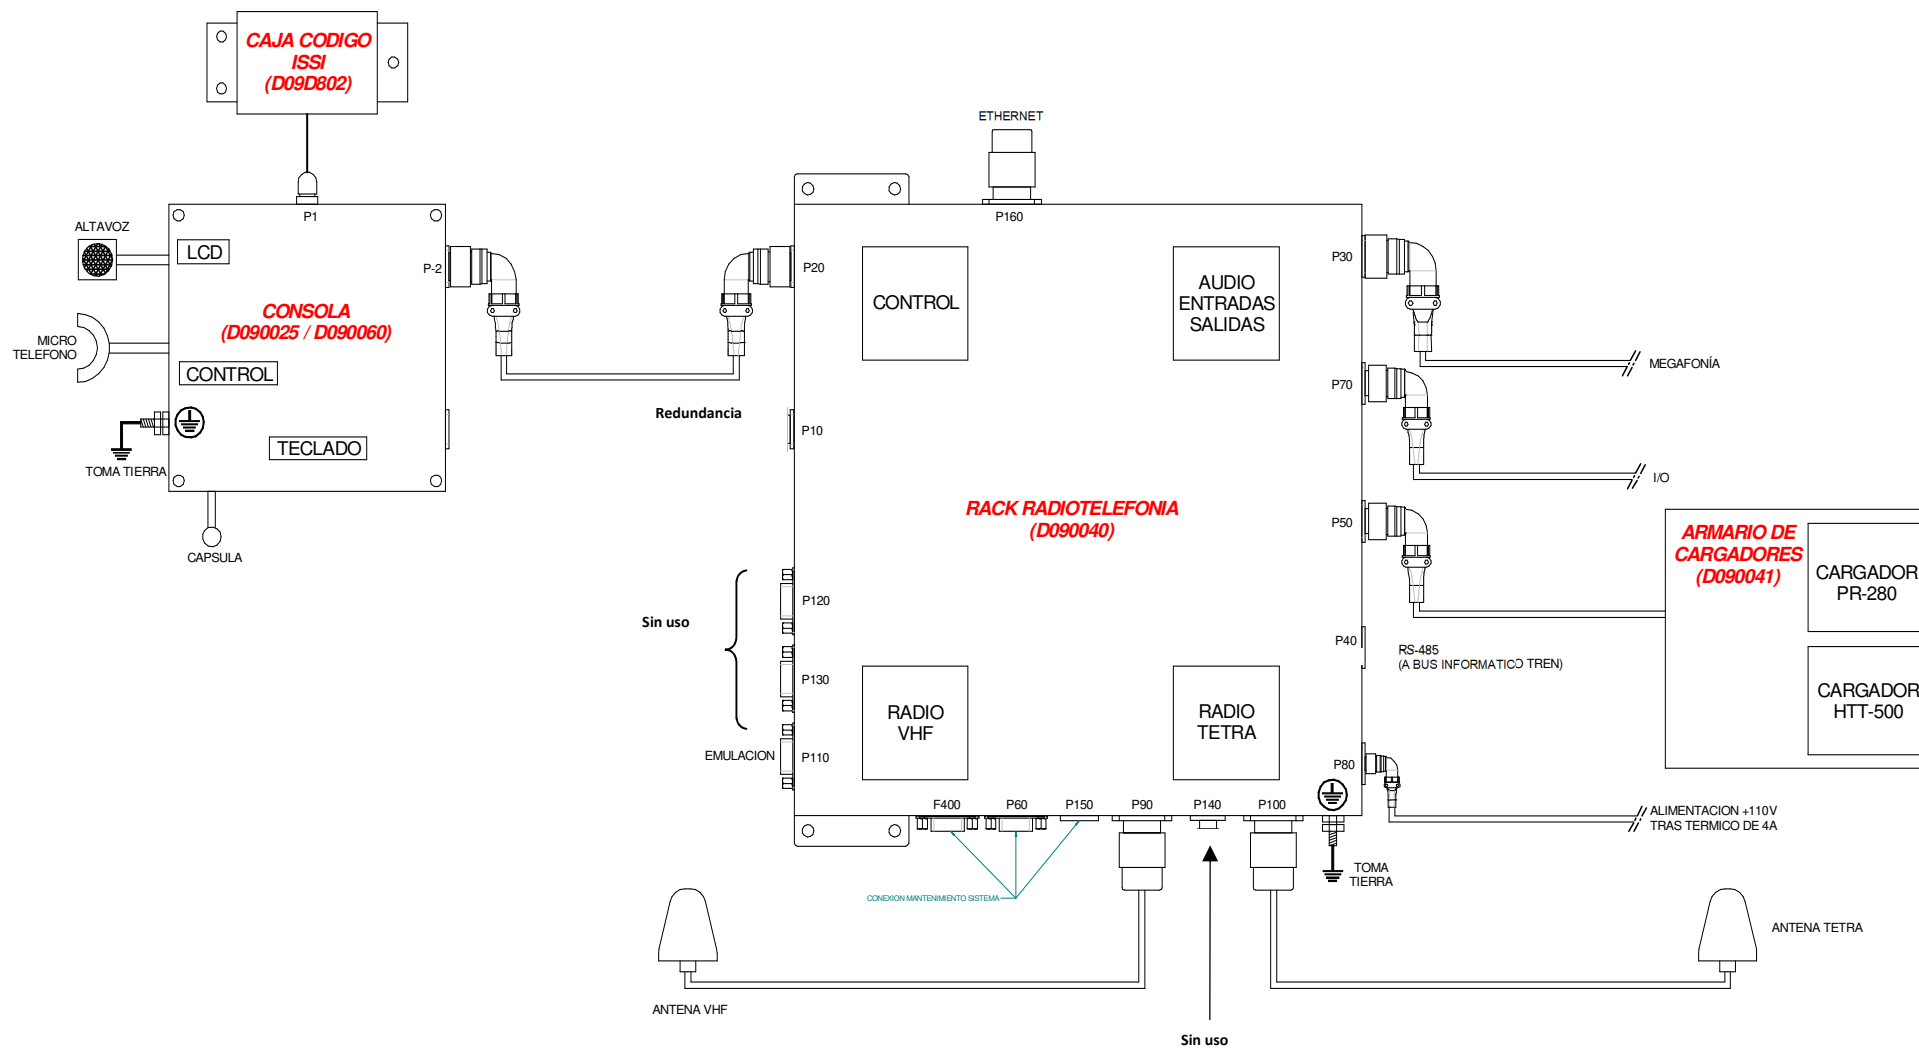 CAJA CODIGO
ISSI
(D09D802)
P1
ALTAVOZ
LCD
P-2
CONSOLA
(D090025 / D090060)
MICRO
TELEFONO
CONTROL
TECLADO
TOMA TIERRA
CAPSULA
ETHERNET
P160
P20
CONTROL
AUDIO
ENTRADAS
SALIDAS
P30
MEGAFONÍA
P70
Redundancia
P10
I/O
RACK RADIOTELEFONIA
(D090040)
P50
ARMARIO DE
CARGADORES
(D090041)
CARGADOR
PR-280
Sin uso
P120
P40
RS-485
(A BUS INFORMATICO TREN)
P130
CARGADOR
HTT-500
RADIO
VHF
RADIO
TETRA
EMULACION
P110
P80
F400
P60
P150
P90
P140
P100
ALIMENTACION +110V
TRAS TERMICO DE 4A
TOMA
TIERRA
CONEXION MANTENIMIENTO SISTEMA
ANTENA TETRA
ANTENA VHF
Sin uso